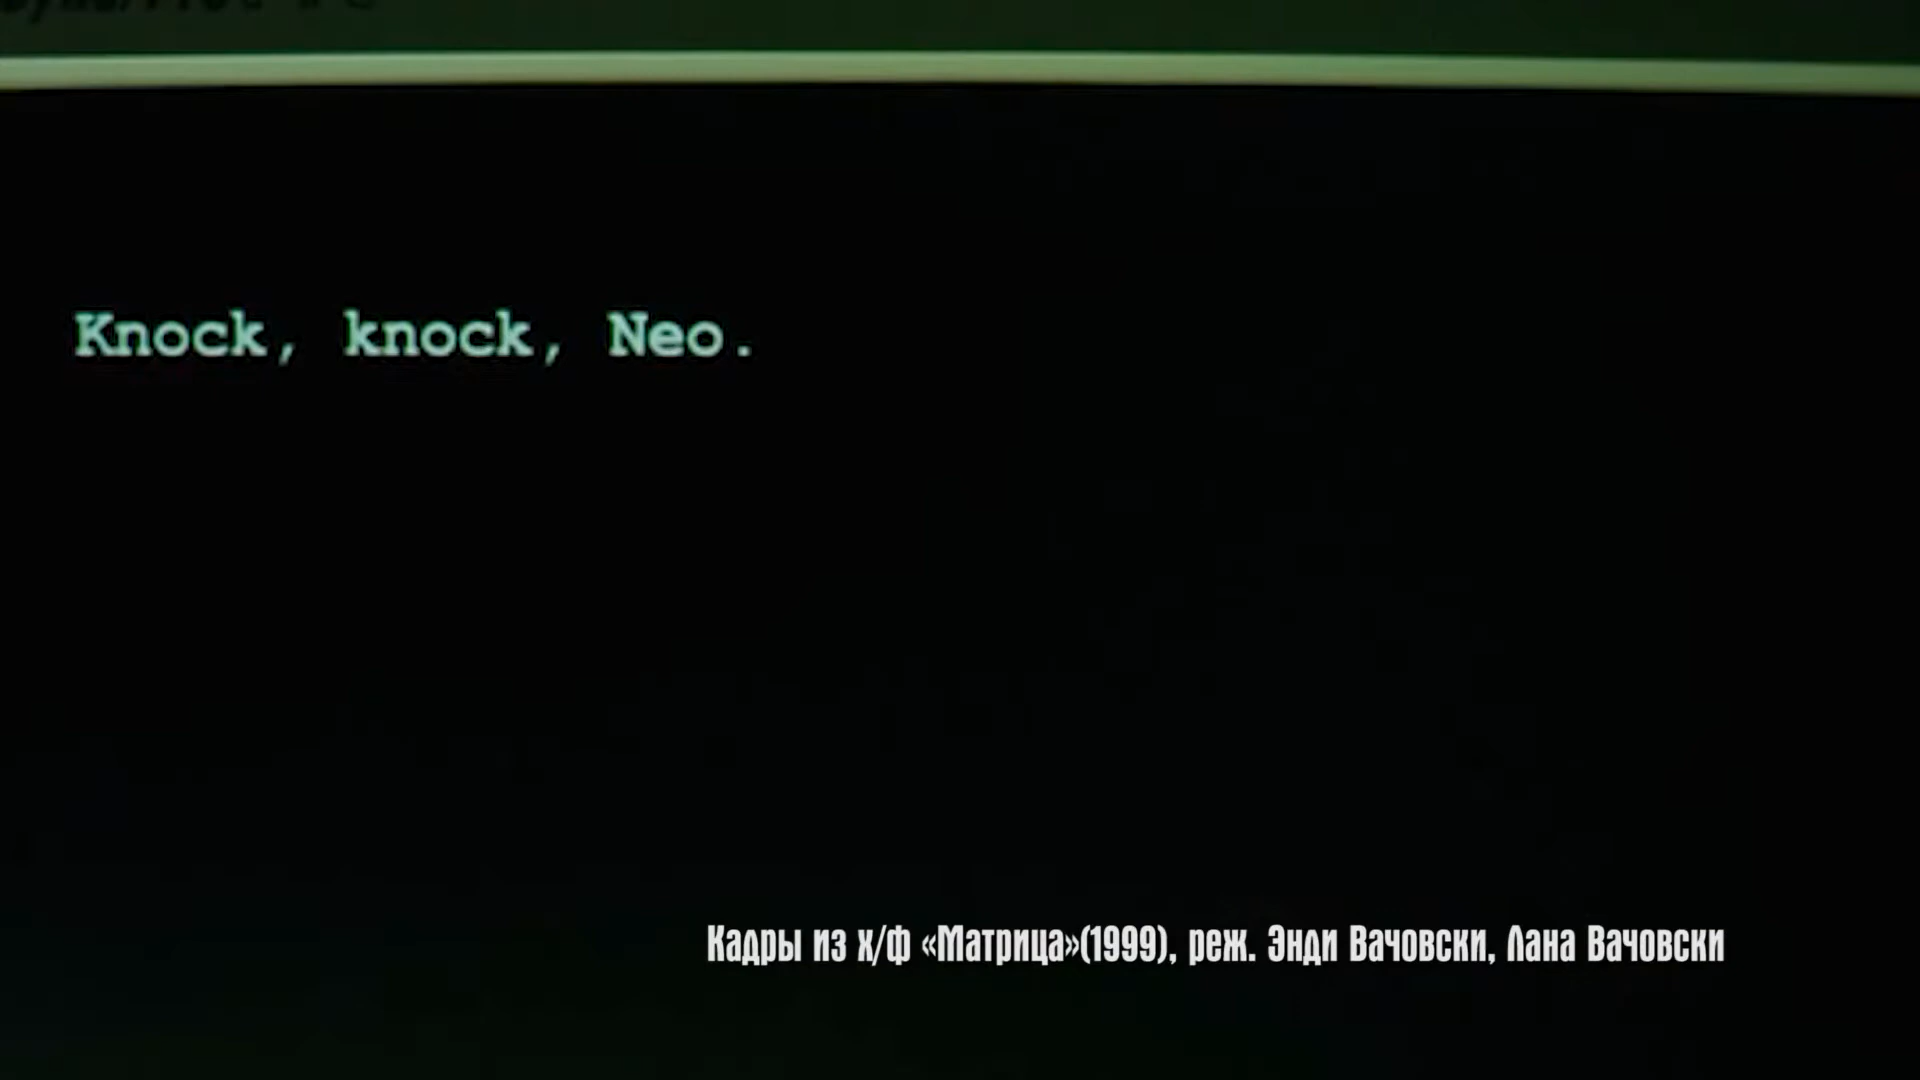 Knock, knock, Neo.
Кадры из х/ф «Матрица»(1999), реж. Энди Вачовски, Лана Вачовски